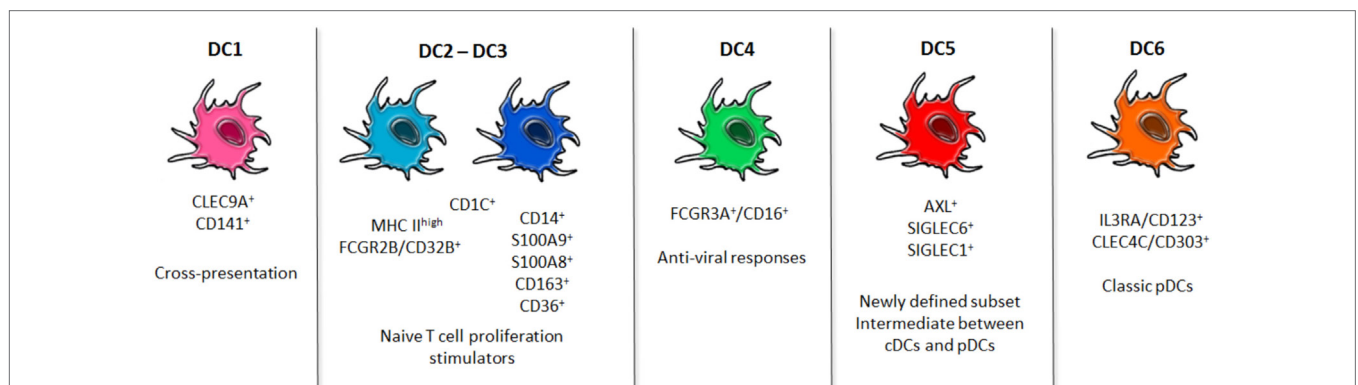 DC1
CLEC9A⁺
CD141⁺
Cross-presentation
DC2 – DC3
CD1C⁺
MHC IIʰⁱᵍʰ
FCGR2B/CD32B⁺
CD14⁺
S100A9⁺
S100A8⁺
CD163⁺
CD36⁺
Naive T cell proliferation
stimulators
DC4
FCGR3A⁺/CD16⁺
Anti-viral responses
DC5
AXL⁺
SIGLEC6⁺
SIGLEC1⁺
Newly defined subset
Intermediate between
cDCs and pDCs
DC6
IL3RA/CD123⁺
CLEC4C/CD303⁺
Classic pDCs